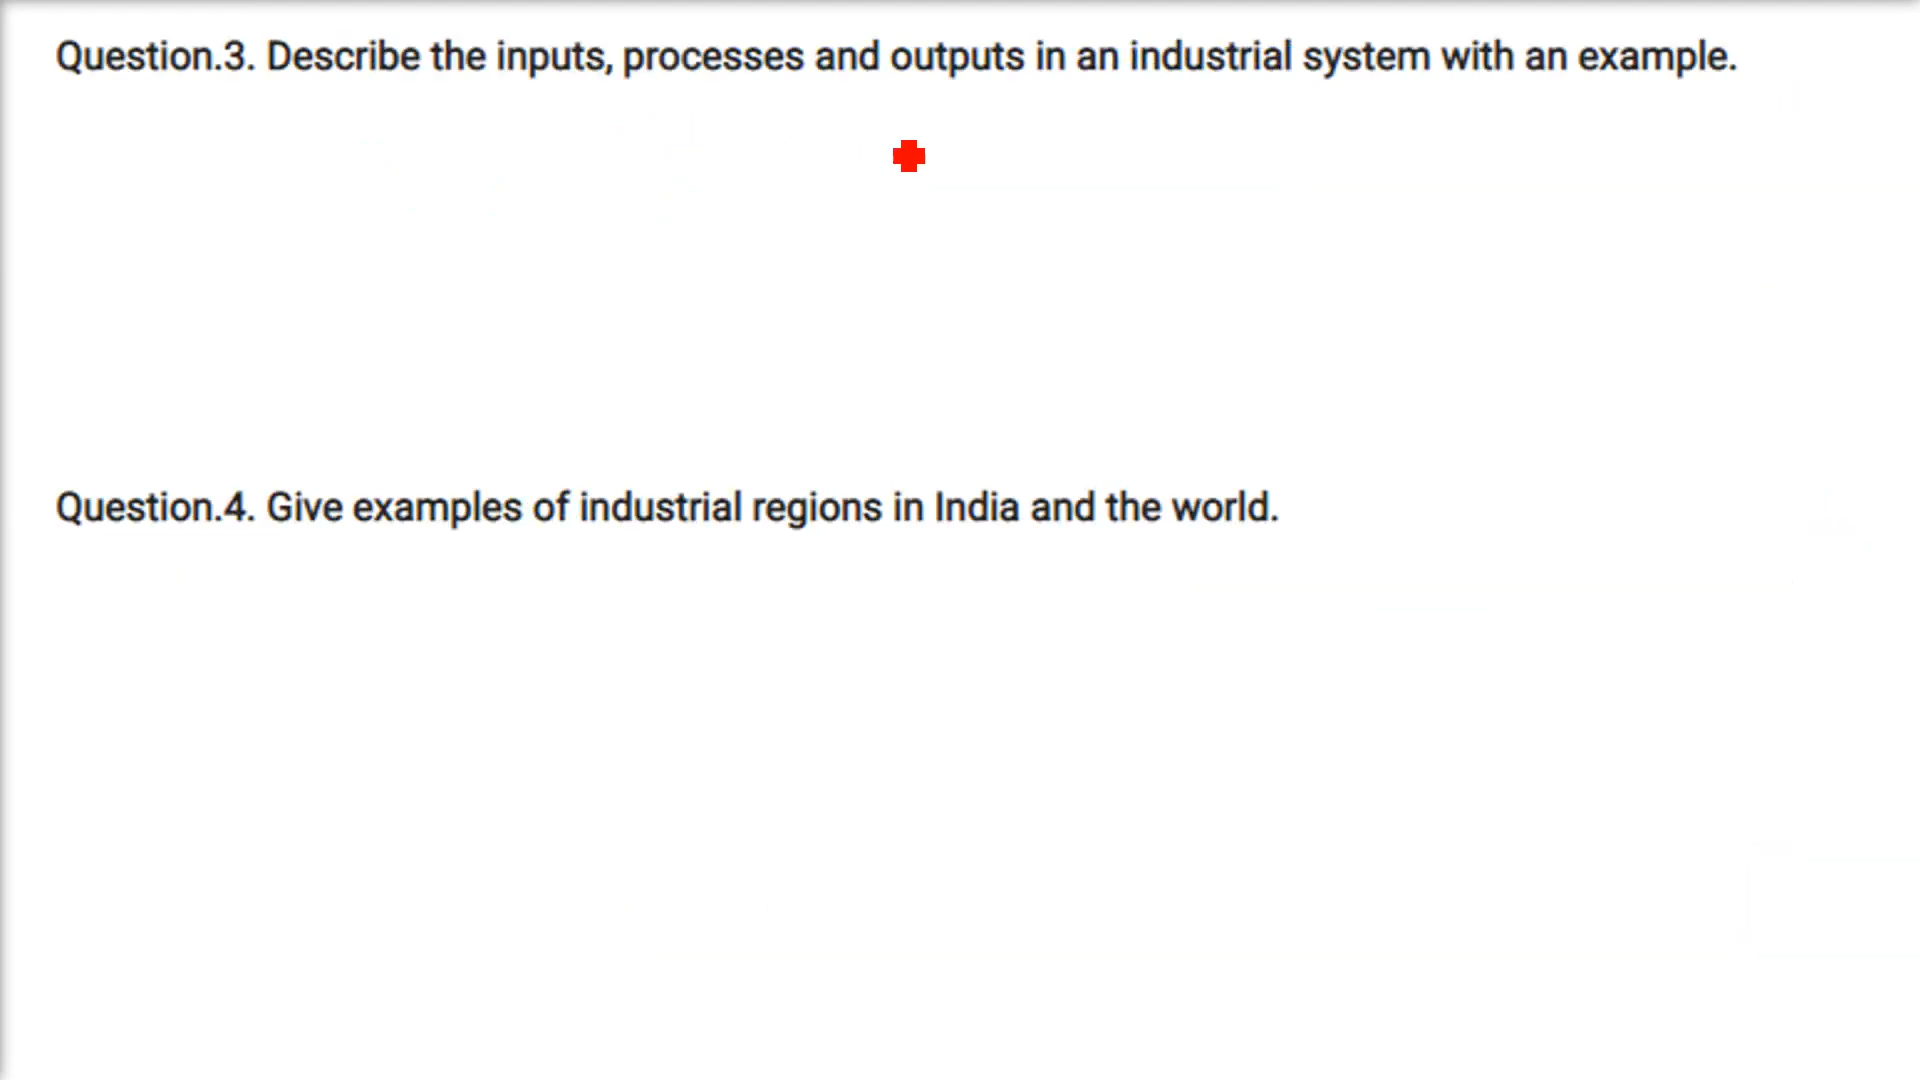 Question.3. Describe the inputs, processes and outputs in an industrial system with an example.
Question.4. Give examples of industrial regions in India and the world.